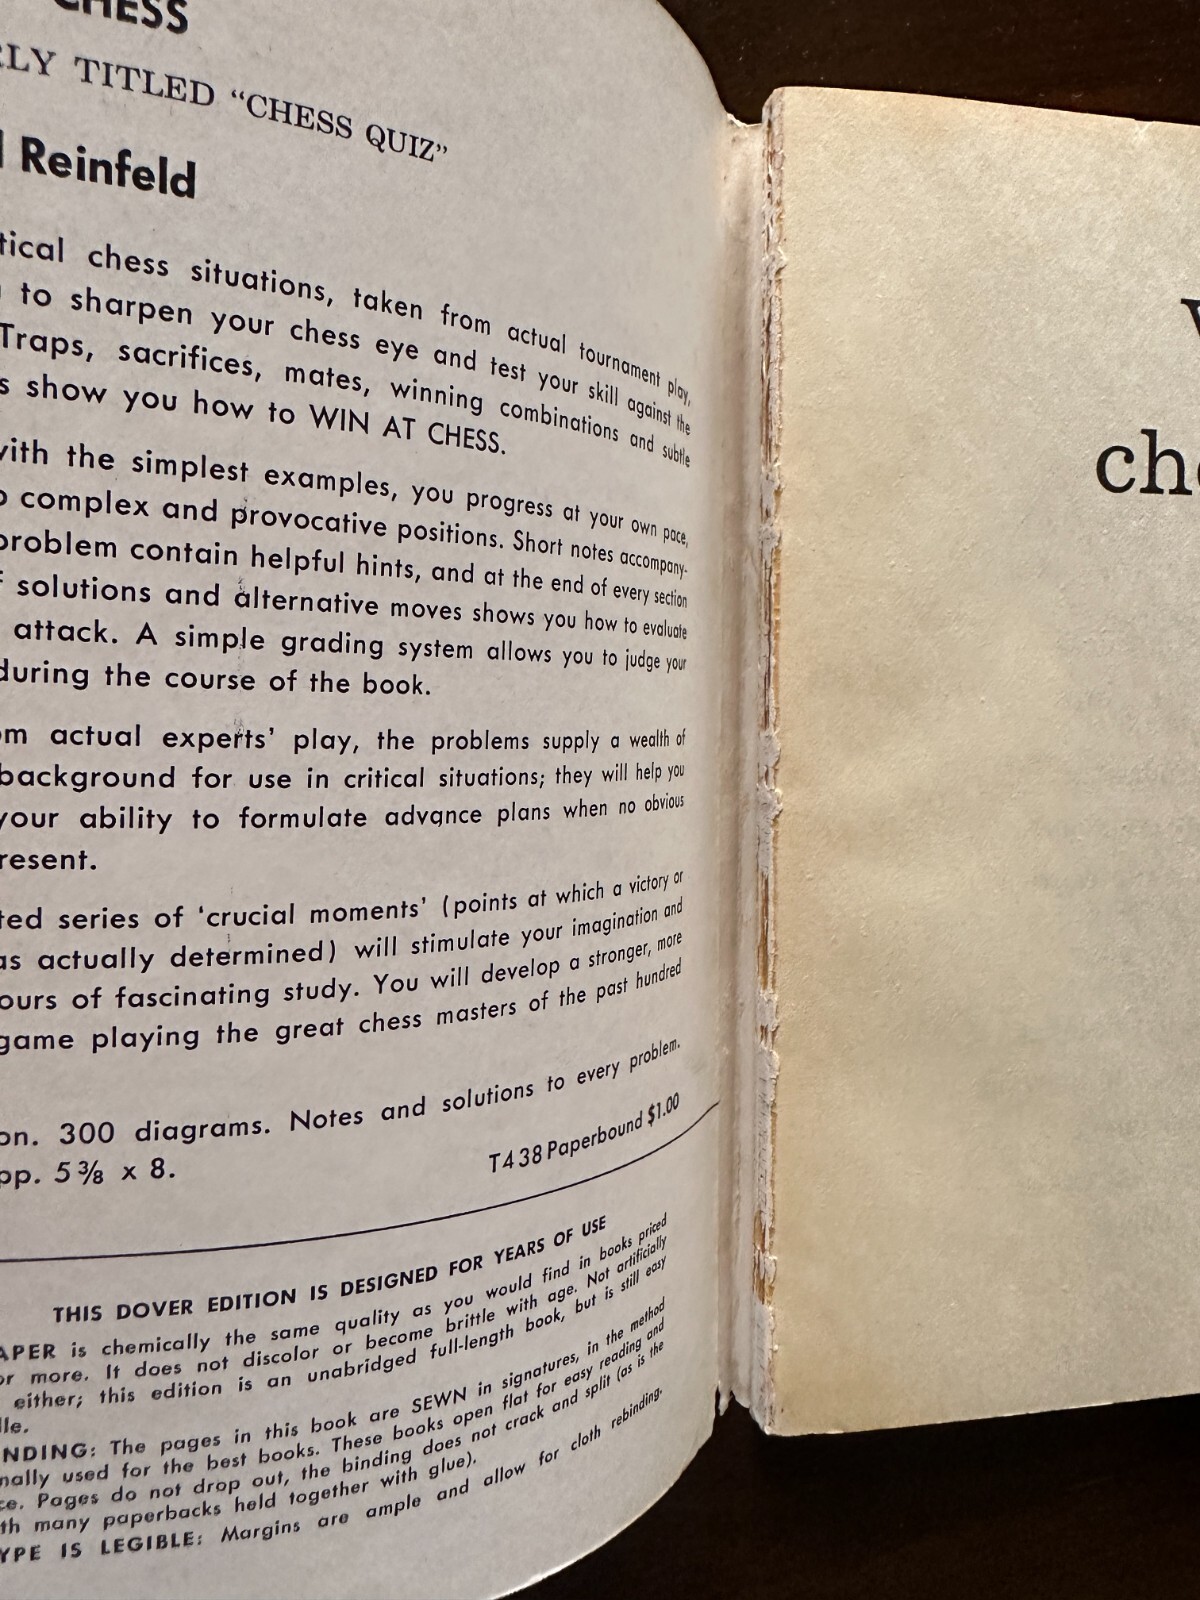 CHESS
RLY TITLED “CHESS QUIZ”
Reinfeld
tical chess situations, taken from actual tournament play,
to sharpen your chess eye and test your skill against the
Traps, sacrifices, mates, winning combinations and subtle
s show you how to WIN AT CHESS.
with the simplest examples, you progress at your own pace,
o complex and provocative positions. Short notes accompany-
problem contain helpful hints, and at the end of every section
f solutions and alternative moves shows you how to evaluate
attack. A simple grading system allows you to judge your
during the course of the book.
om actual experts’ play, the problems supply a wealth of
background for use in critical situations; they will help you
your ability to formulate advance plans when no obvious
resent.
ted series of ‘crucial moments’ (points at which a victory or
as actually determined) will stimulate your imagination and
ours of fascinating study. You will develop a stronger, more
game playing the great chess masters of the past hundred
on. 300 diagrams. Notes and solutions to every problem.
pp. 5⅜ x 8.
T438 Paperbound $1.00
THIS DOVER EDITION IS DESIGNED FOR YEARS OF USE
APER is chemically the same quality as you would find in books priced
or more. It does not discolor or become brittle with age. Not artificially
either; this edition is an unabridged full-length book, but is still easy
lle.
NDING: The pages in this book are SEWN in signatures, in the method
nally used for the best books. These books open flat for easy reading and
ce. Pages do not drop out, the binding does not crack and split (as is the
th many paperbacks held together with glue).
YPE IS LEGIBLE: Margins are ample and allow for cloth rebinding.
che